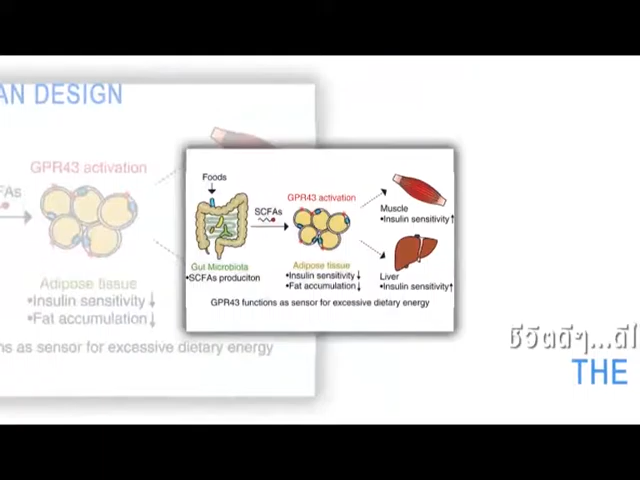 AN DESIGN
GPR43 activation
FAs
Adipose tissue
•Insulin sensitivity↓
•Fat accumulation↓
ns as sensor for excessive dietary energy
Foods
SCFAs
GPR43 activation
Muscle
•Insulin sensitivity↑
Gut Microbiota
•SCFAs produciton
Adipose tissue
•Insulin sensitivity↓
•Fat accumulation↓
Liver
•Insulin sensitivity↑
GPR43 functions as sensor for excessive dietary energy
ชีวิตดีๆ...ดี
THE